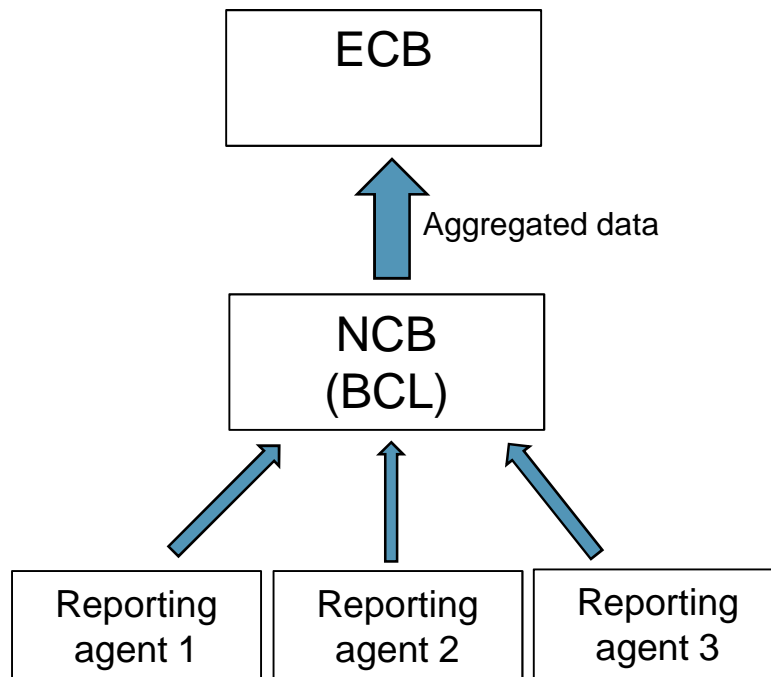 ECB
Aggregated data
NCB
(BCL)
Reporting
agent 1
Reporting
agent 2
Reporting
agent 3